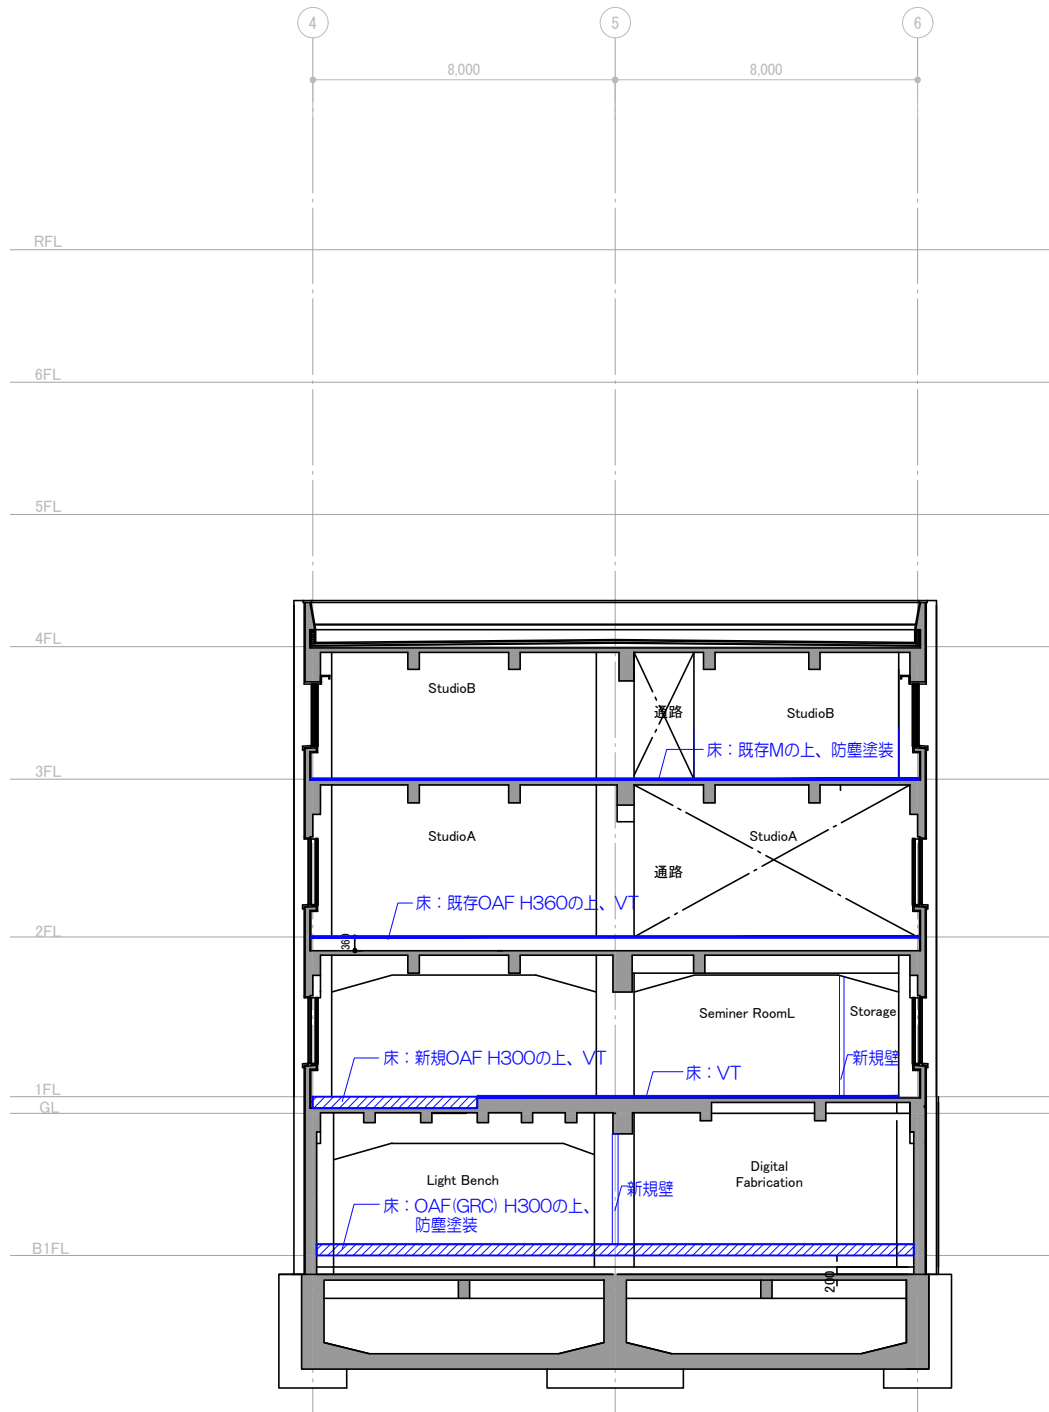 4
5
6
8,000
8,000
RFL
6FL
5FL
4FL
StudioB
通路
StudioB
床：既存Mの上、防塵塗装
3FL
StudioA
StudioA
通路
床：既存OAF H360の上、VT
2FL
360
Seminer RoomL
Storage
床：新規OAF H300の上、VT
新規壁
床：VT
1FL
GL
Light Bench
Digital
Fabrication
新規壁
床：OAF(GRC) H300の上、
防塵塗装
B1FL
200